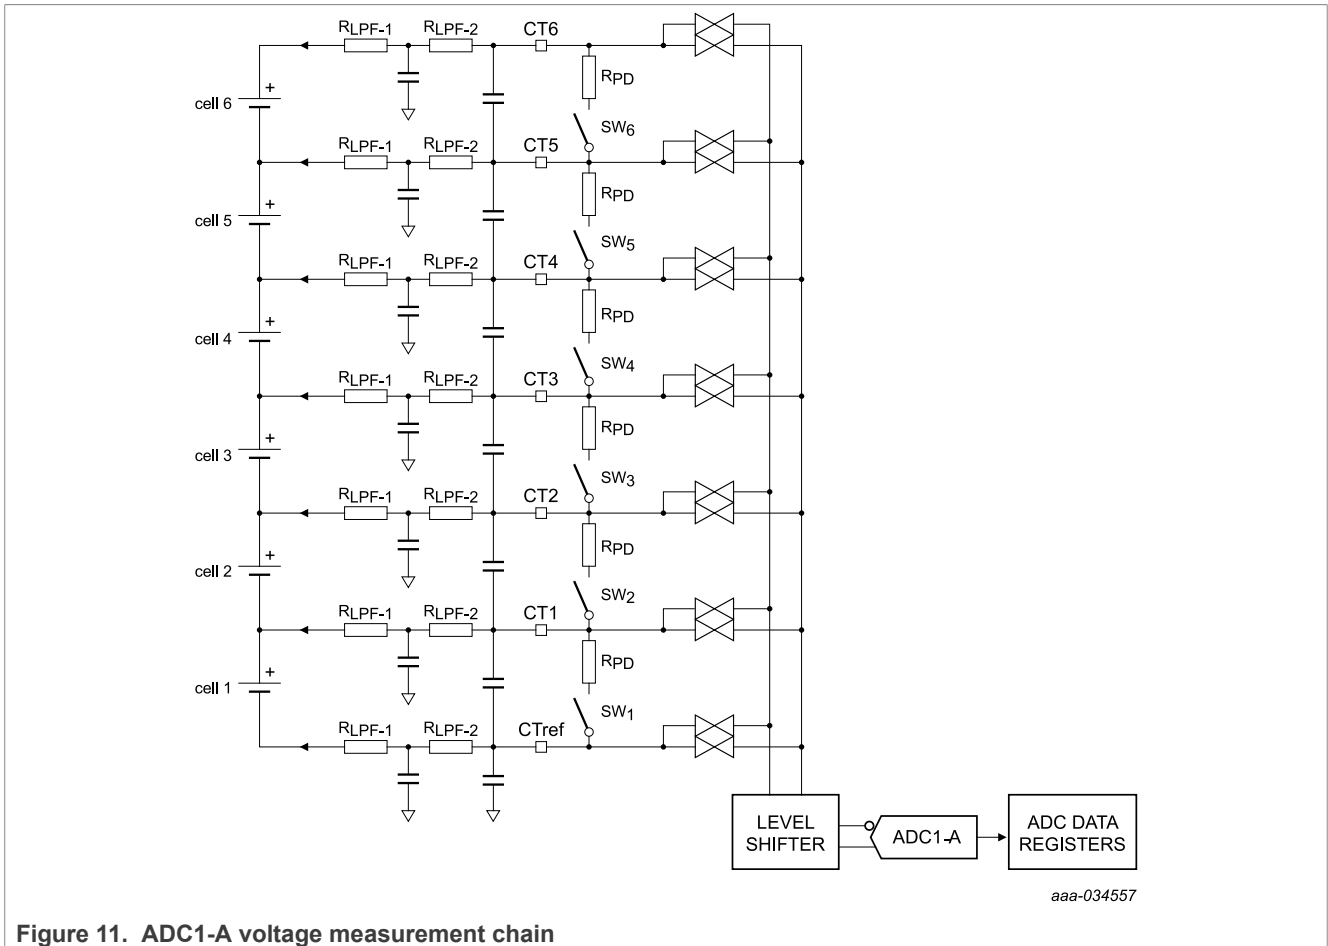 RLPF-1 RLPF-2 CT6
RPD
cell 6 +
SW6
RLPF-1 RLPF-2 CT5
RPD
cell 5 +
SW5
RLPF-1 RLPF-2 CT4
RPD
cell 4 +
SW4
RLPF-1 RLPF-2 CT3
RPD
cell 3 +
SW3
RLPF-1 RLPF-2 CT2
RPD
cell 2 +
SW2
RLPF-1 RLPF-2 CT1
RPD
cell 1 +
SW1
RLPF-1 RLPF-2 CTref
LEVEL
SHIFTER
ADC1-A
ADC DATA
REGISTERS
aaa-034557
Figure 11. ADC1-A voltage measurement chain